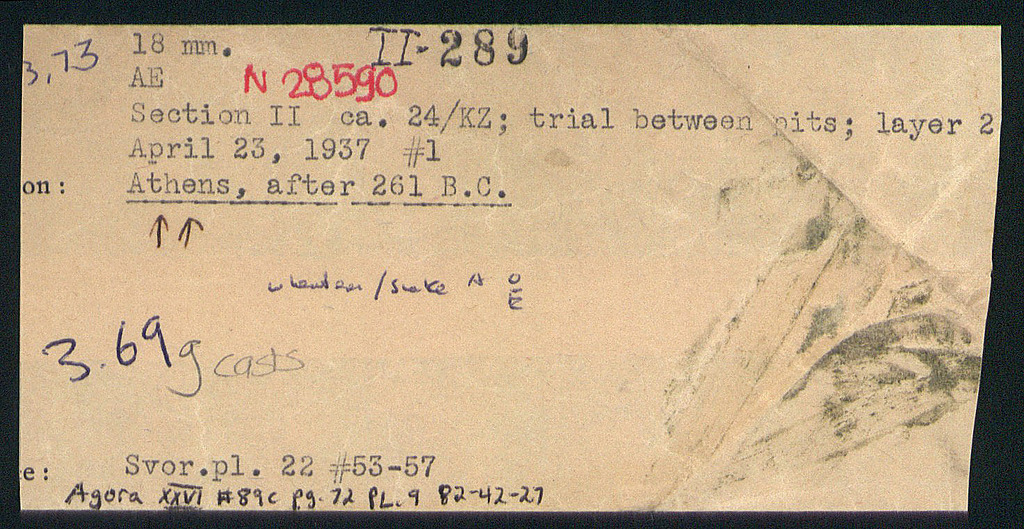 3,73 18 mm. II-289
AE N 28590
Section II ca. 24/KZ; trial between pits; layer 2
April 23, 1937 #1
on: Athens, after 261 B.C.
↑↑
/snake A O
E
3.69g casts
e: Svor.pl. 22 #53-57
Agora XXVI #89c pg. 72 PL.9 82-42-27